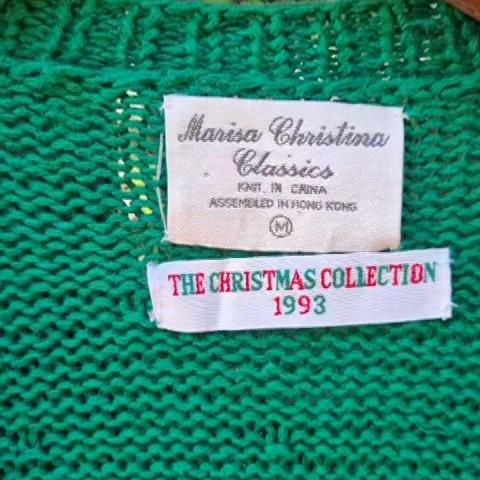 Marisa Christina
Classics
KNIT IN CHINA
ASSEMBLED IN HONG KONG
M
THE CHRISTMAS COLLECTION
1993